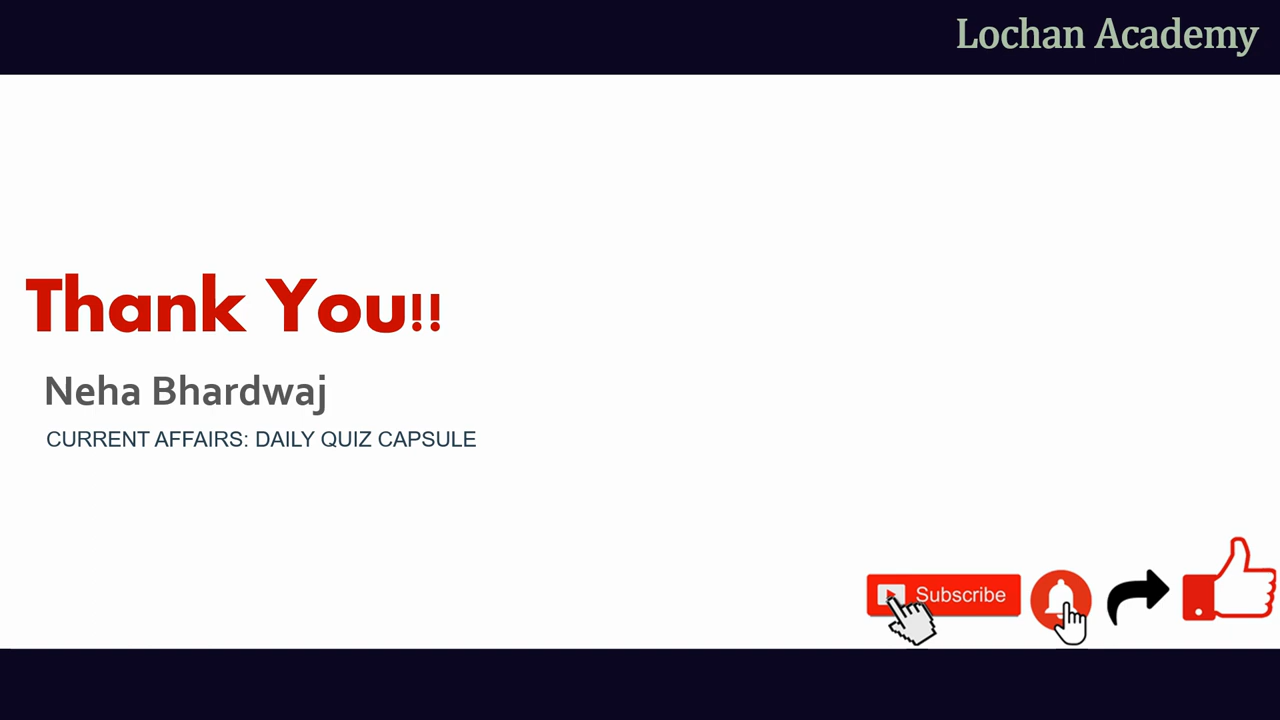 Lochan Academy
Thank You!!
Neha Bhardwaj
CURRENT AFFAIRS: DAILY QUIZ CAPSULE
Subscribe